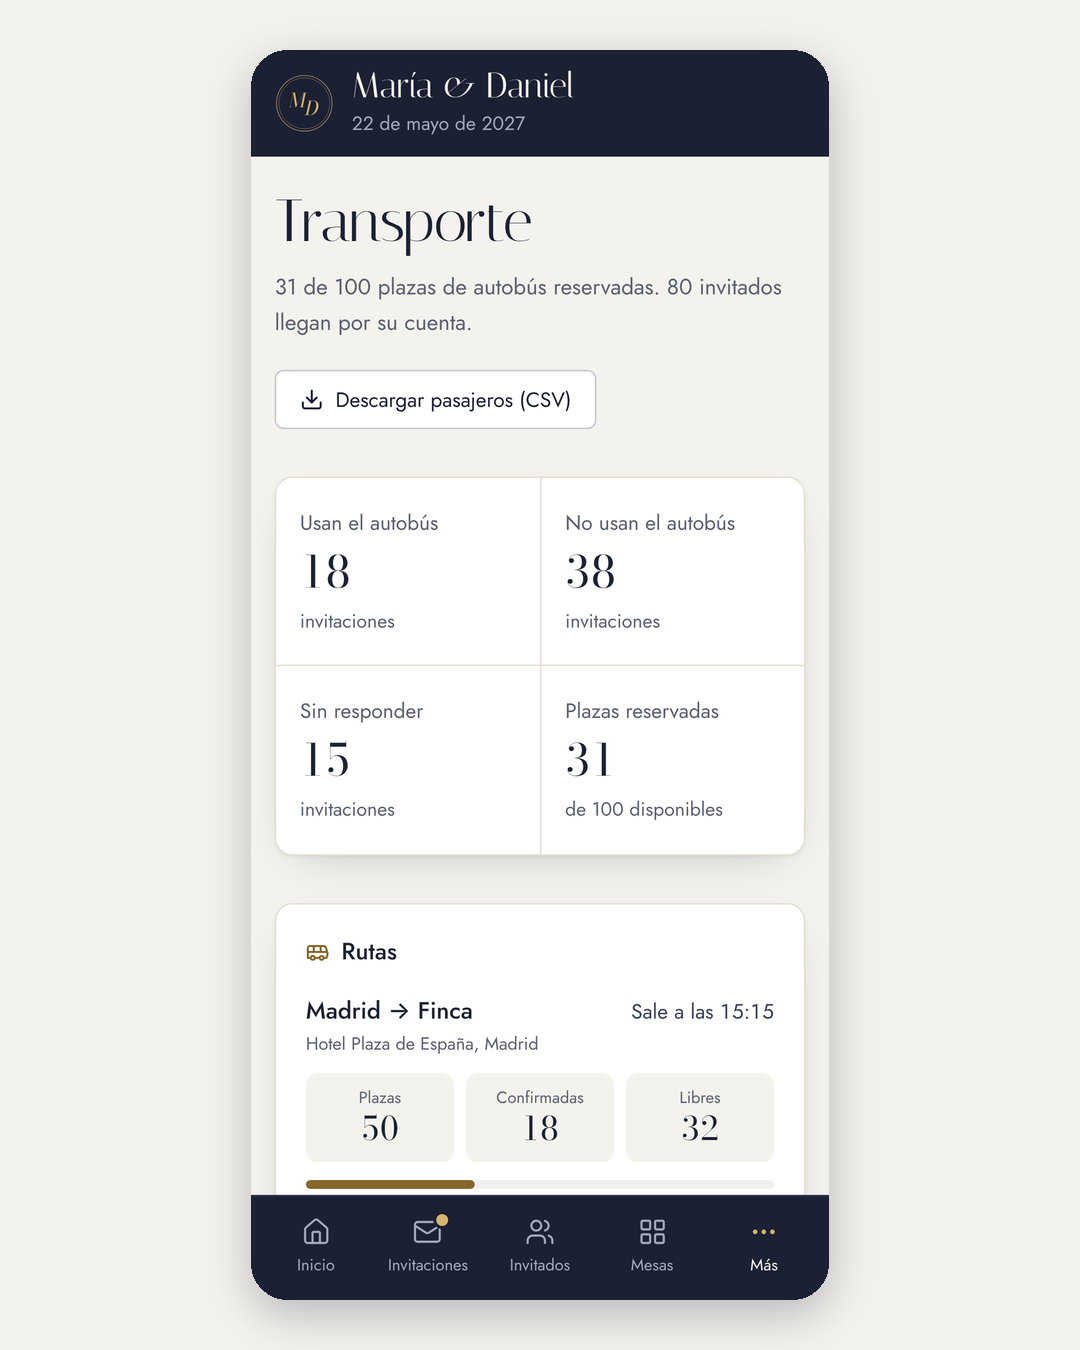 MD
María & Daniel
22 de mayo de 2027
Transporte
31 de 100 plazas de autobús reservadas. 80 invitados
llegan por su cuenta.
Descargar pasajeros (CSV)
Usan el autobús
18
invitaciones
No usan el autobús
38
invitaciones
Sin responder
15
invitaciones
Plazas reservadas
31
de 100 disponibles
Rutas
Madrid → Finca
Sale a las 15:15
Hotel Plaza de España, Madrid
Plazas
50
Confirmadas
18
Libres
32
Inicio
Invitaciones
Invitados
Mesas
Más